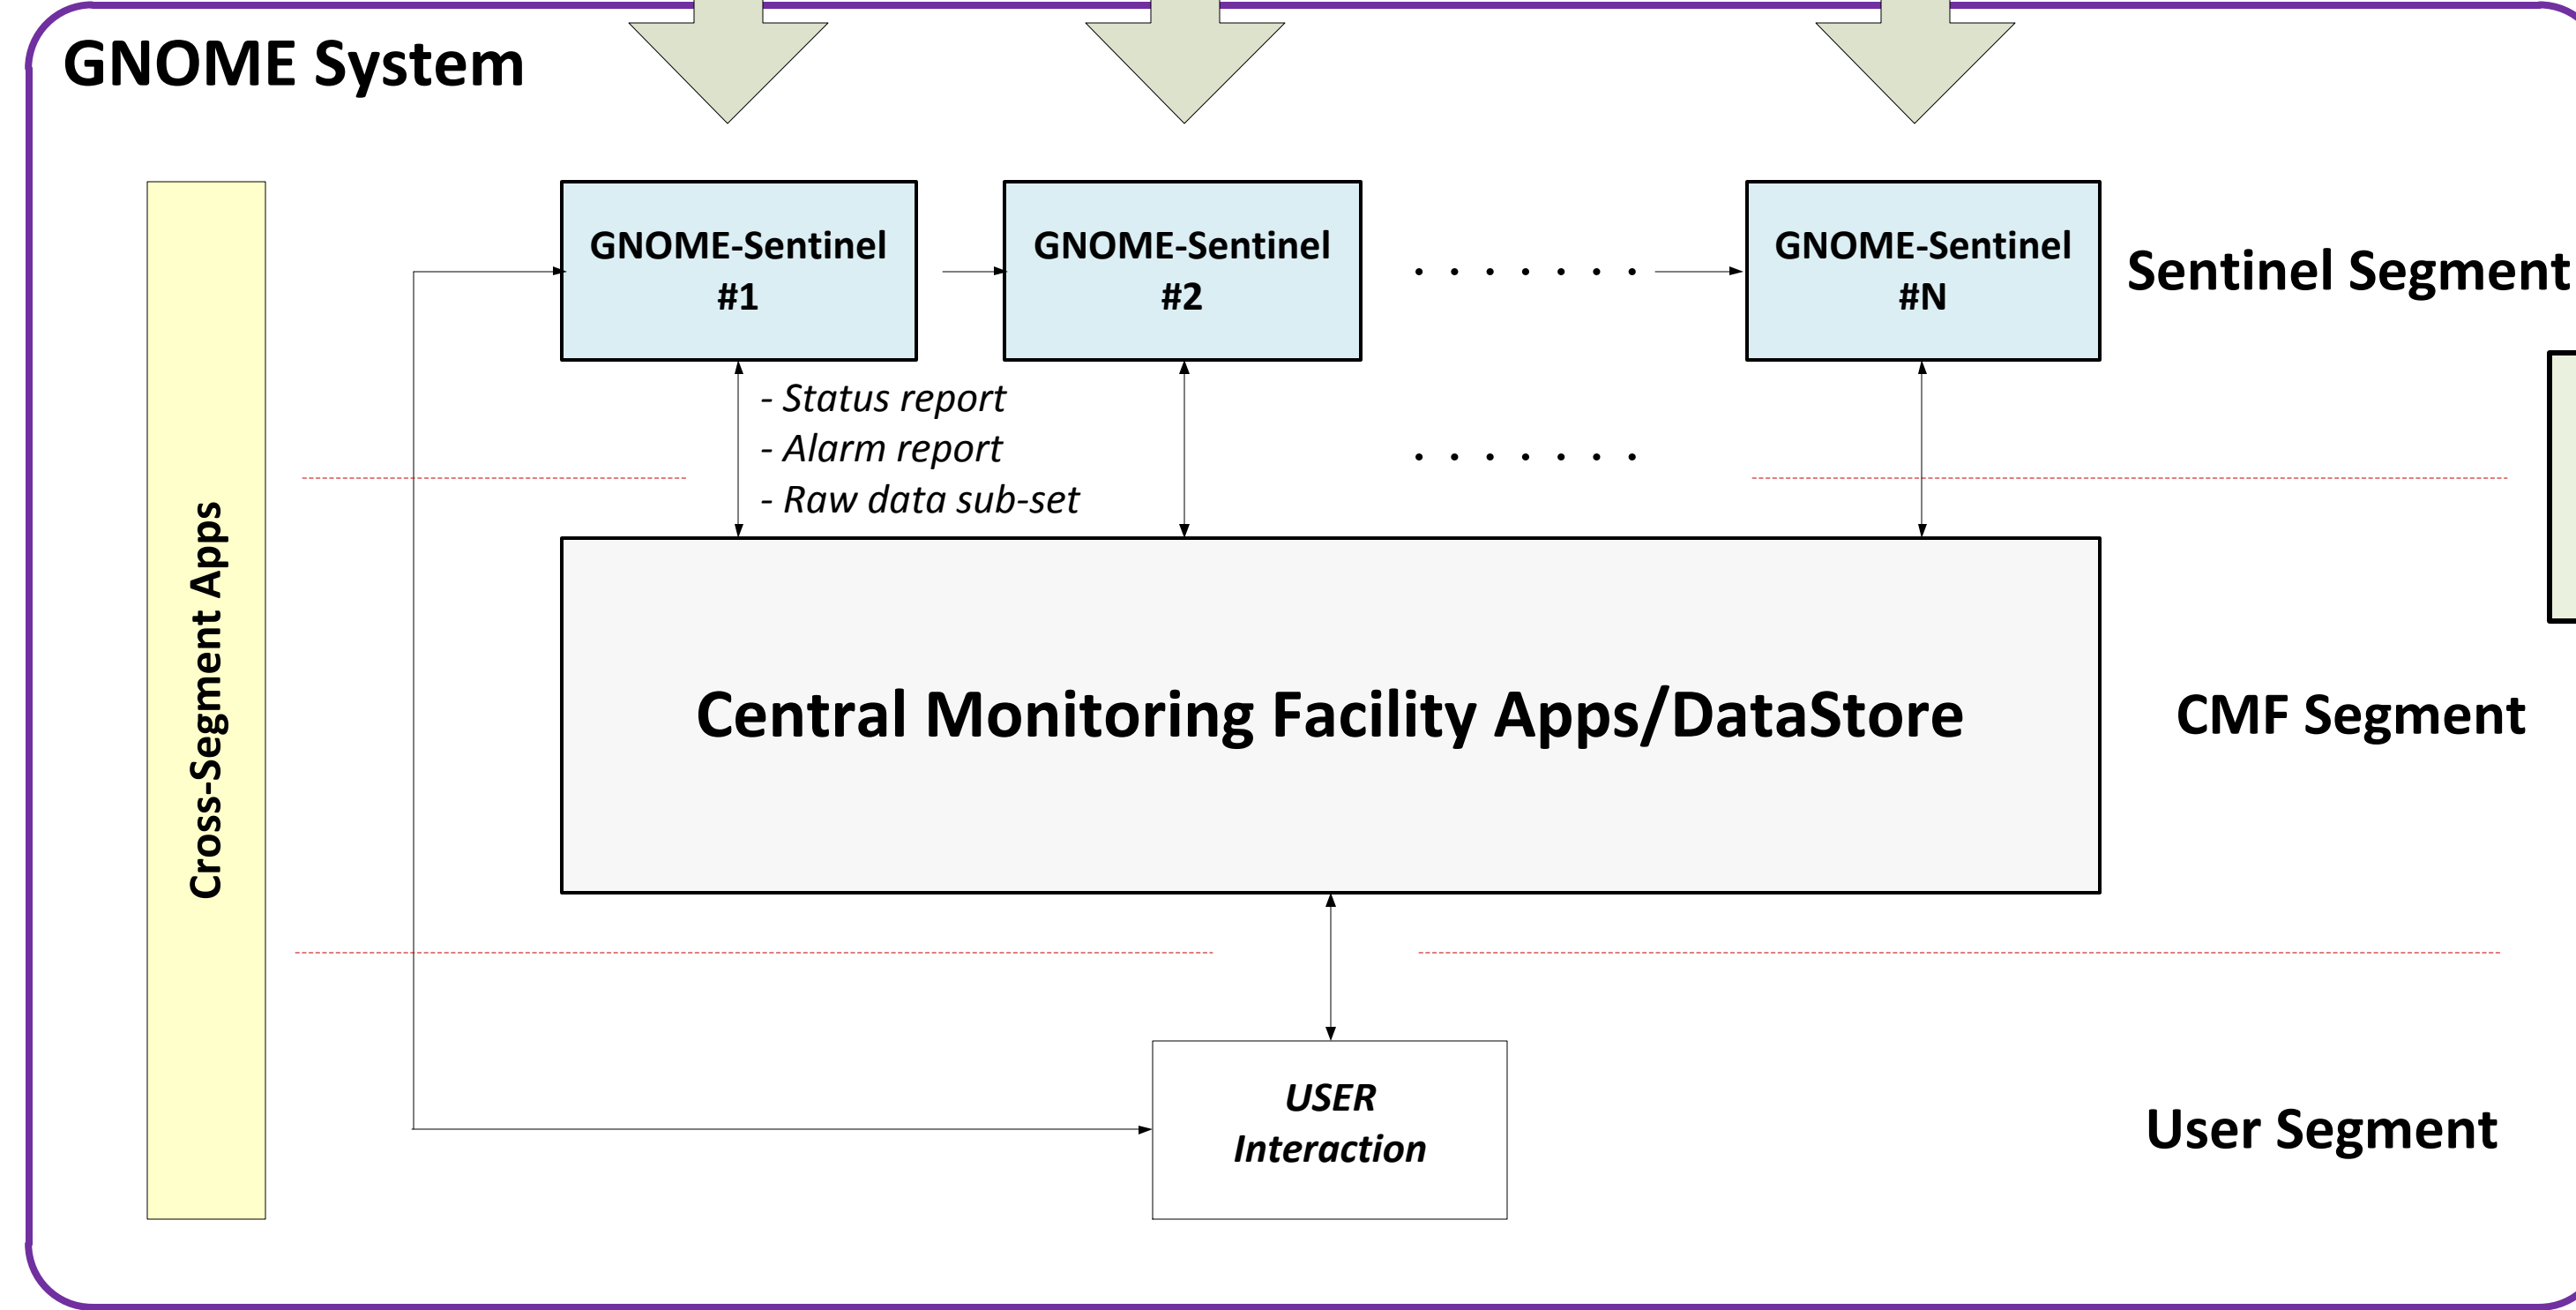 GNOME System
GNOME-Sentinel
#1
GNOME-Sentinel
#2
. . . . . . .
GNOME-Sentinel
#N
Sentinel Segment
- Status report
- Alarm report
- Raw data sub-set
. . . . . . .
Cross-Segment Apps
Central Monitoring Facility Apps/DataStore
CMF Segment
USER
Interaction
User Segment